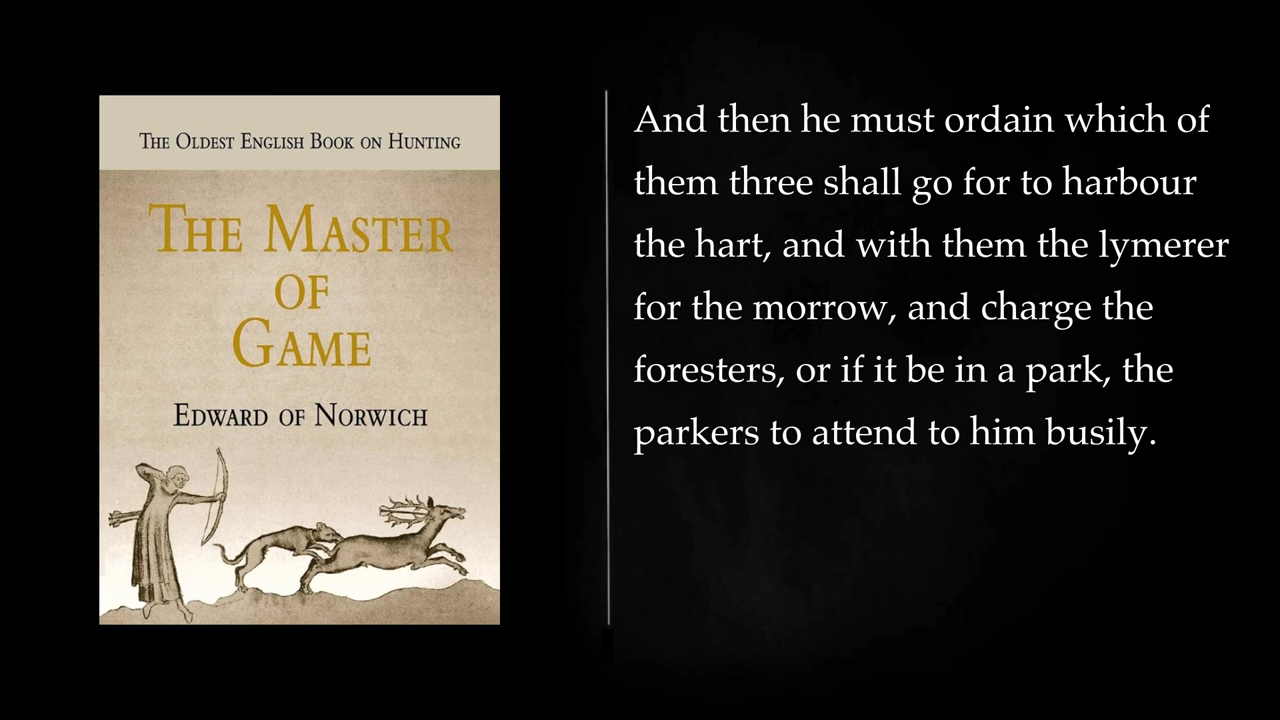 The Oldest English Book on Hunting
The Master
of
Game
Edward of Norwich
And then he must ordain which of
them three shall go for to harbour
the hart, and with them the lymerer
for the morrow, and charge the
foresters, or if it be in a park, the
parkers to attend to him busily.